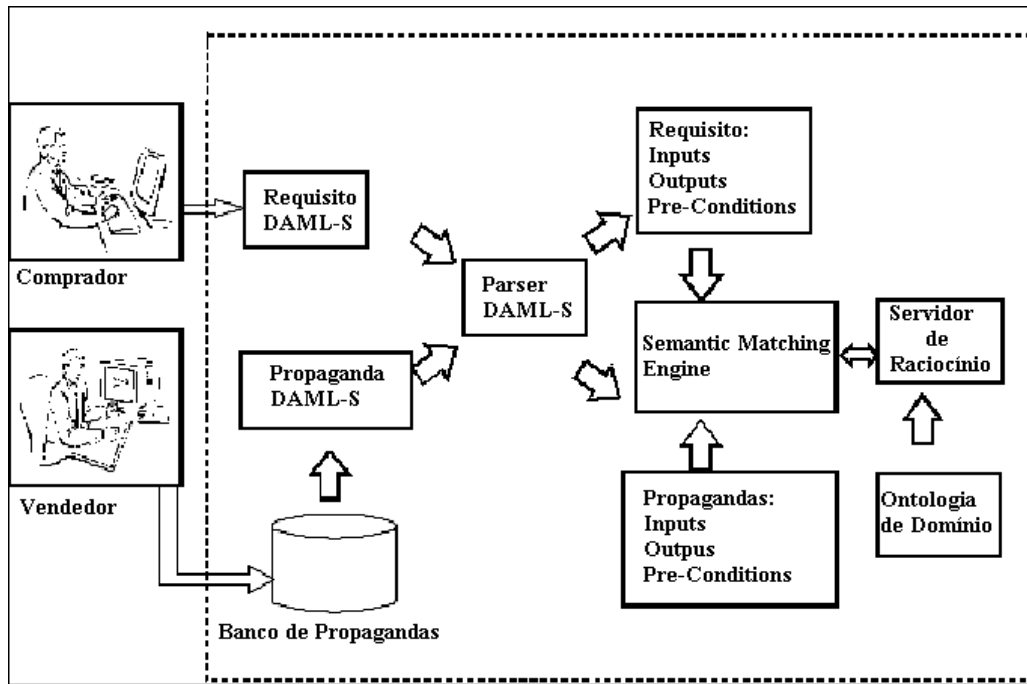 Comprador
Vendedor
Requisito
DAML-S
Propaganda
DAML-S
Banco de Propagandas
Parser
DAML-S
Requisito:
Inputs
Outputs
Pre-Conditions
Semantic Matching
Engine
Propagandas:
Inputs
Outpus
Pre-Conditions
Servidor
de
Raciocínio
Ontologia
de Domínio